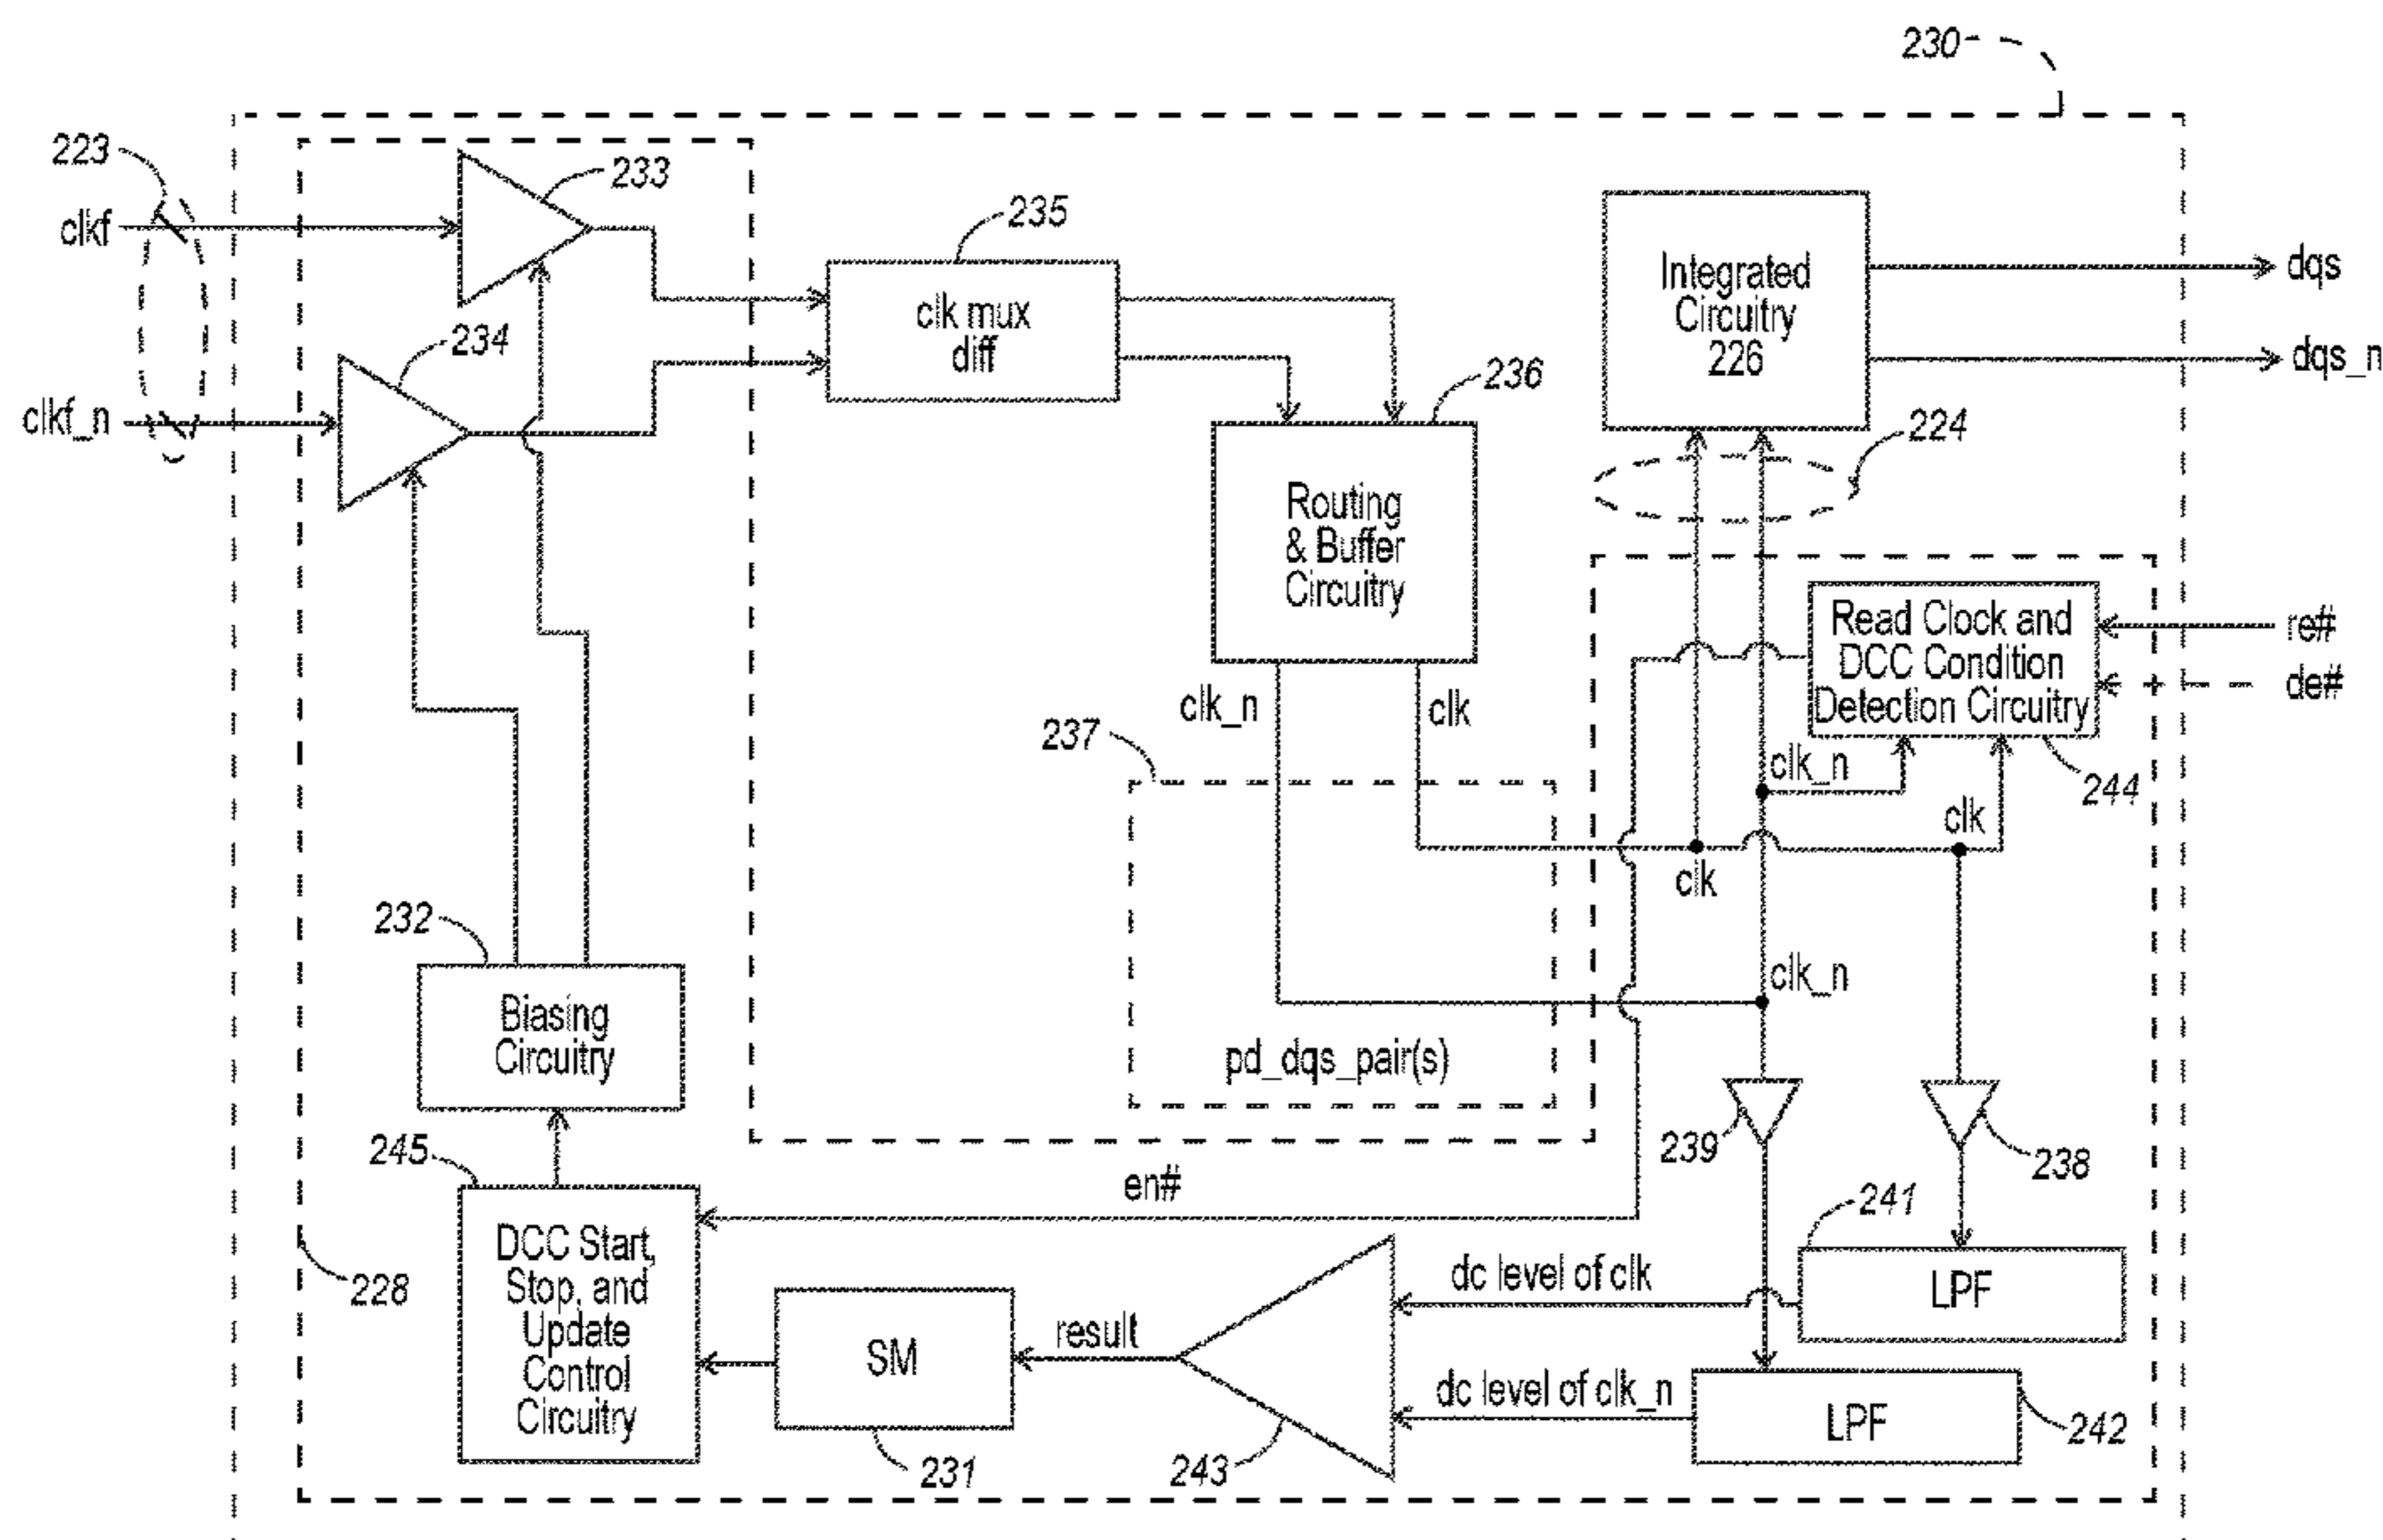 230
223
233
clkf
235
clk mux
diff
Integrated
Circuitry
226
dqs
dqs_n
234
clkf_n
236
224
Routing
& Buffer
Circuitry
Read Clock and
DCC Condition
Detection Circuitry
re#
de#
clk_n
clk
237
clk_n
244
clk
clk
232
Biasing
Circuitry
clk_n
pd_dqs_pair(s)
245
en#
239
238
241
DCC Start,
Stop, and
Update
Control
Circuitry
228
SM
result
dc level of clk
LPF
dc level of clk_n
LPF
231
243
242